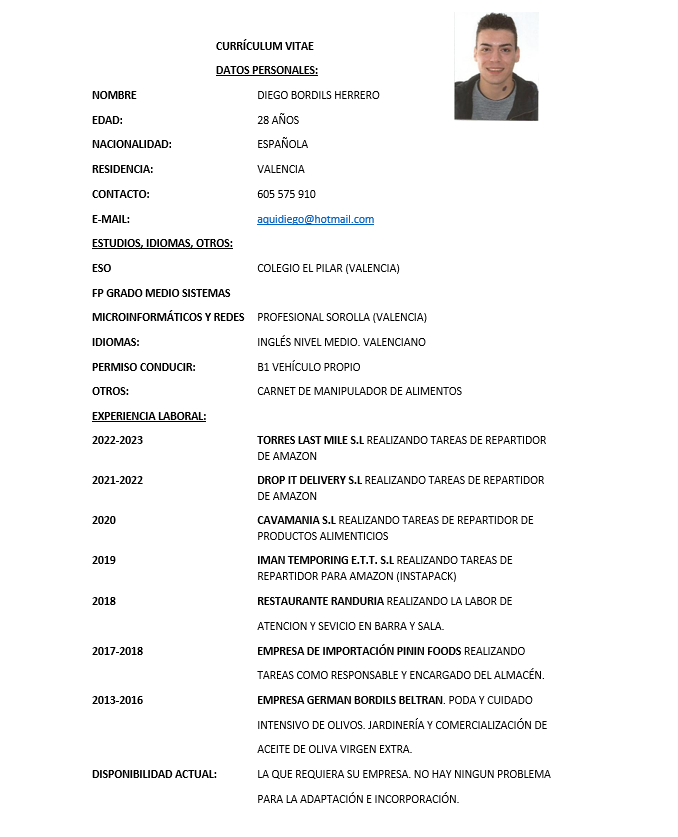 CURRÍCULUM VITAE
DATOS PERSONALES:
NOMBRE DIEGO BORDILS HERRERO
EDAD: 28 AÑOS
NACIONALIDAD: ESPAÑOLA
RESIDENCIA: VALENCIA
CONTACTO: 605 575 910
E-MAIL: aquidiego@hotmail.com
ESTUDIOS, IDIOMAS, OTROS:
ESO COLEGIO EL PILAR (VALENCIA)
FP GRADO MEDIO SISTEMAS
MICROINFORMÁTICOS Y REDES PROFESIONAL SOROLLA (VALENCIA)
IDIOMAS: INGLÉS NIVEL MEDIO. VALENCIANO
PERMISO CONDUCIR: B1 VEHÍCULO PROPIO
OTROS: CARNET DE MANIPULADOR DE ALIMENTOS
EXPERIENCIA LABORAL:
2022-2023 TORRES LAST MILE S.L REALIZANDO TAREAS DE REPARTIDOR
DE AMAZON
2021-2022 DROP IT DELIVERY S.L REALIZANDO TAREAS DE REPARTIDOR
DE AMAZON
2020 CAVAMANIA S.L REALIZANDO TAREAS DE REPARTIDOR DE
PRODUCTOS ALIMENTICIOS
2019 IMAN TEMPORING E.T.T. S.L REALIZANDO TAREAS DE
REPARTIDOR PARA AMAZON (INSTAPACK)
2018 RESTAURANTE RANDURIA REALIZANDO LA LABOR DE
ATENCION Y SEVICIO EN BARRA Y SALA.
2017-2018 EMPRESA DE IMPORTACIÓN PININ FOODS REALIZANDO
TAREAS COMO RESPONSABLE Y ENCARGADO DEL ALMACÉN.
2013-2016 EMPRESA GERMAN BORDILS BELTRAN. PODA Y CUIDADO
INTENSIVO DE OLIVOS. JARDINERÍA Y COMERCIALIZACIÓN DE
ACEITE DE OLIVA VIRGEN EXTRA.
DISPONIBILIDAD ACTUAL: LA QUE REQUIERA SU EMPRESA. NO HAY NINGUN PROBLEMA
PARA LA ADAPTACIÓN E INCORPORACIÓN.